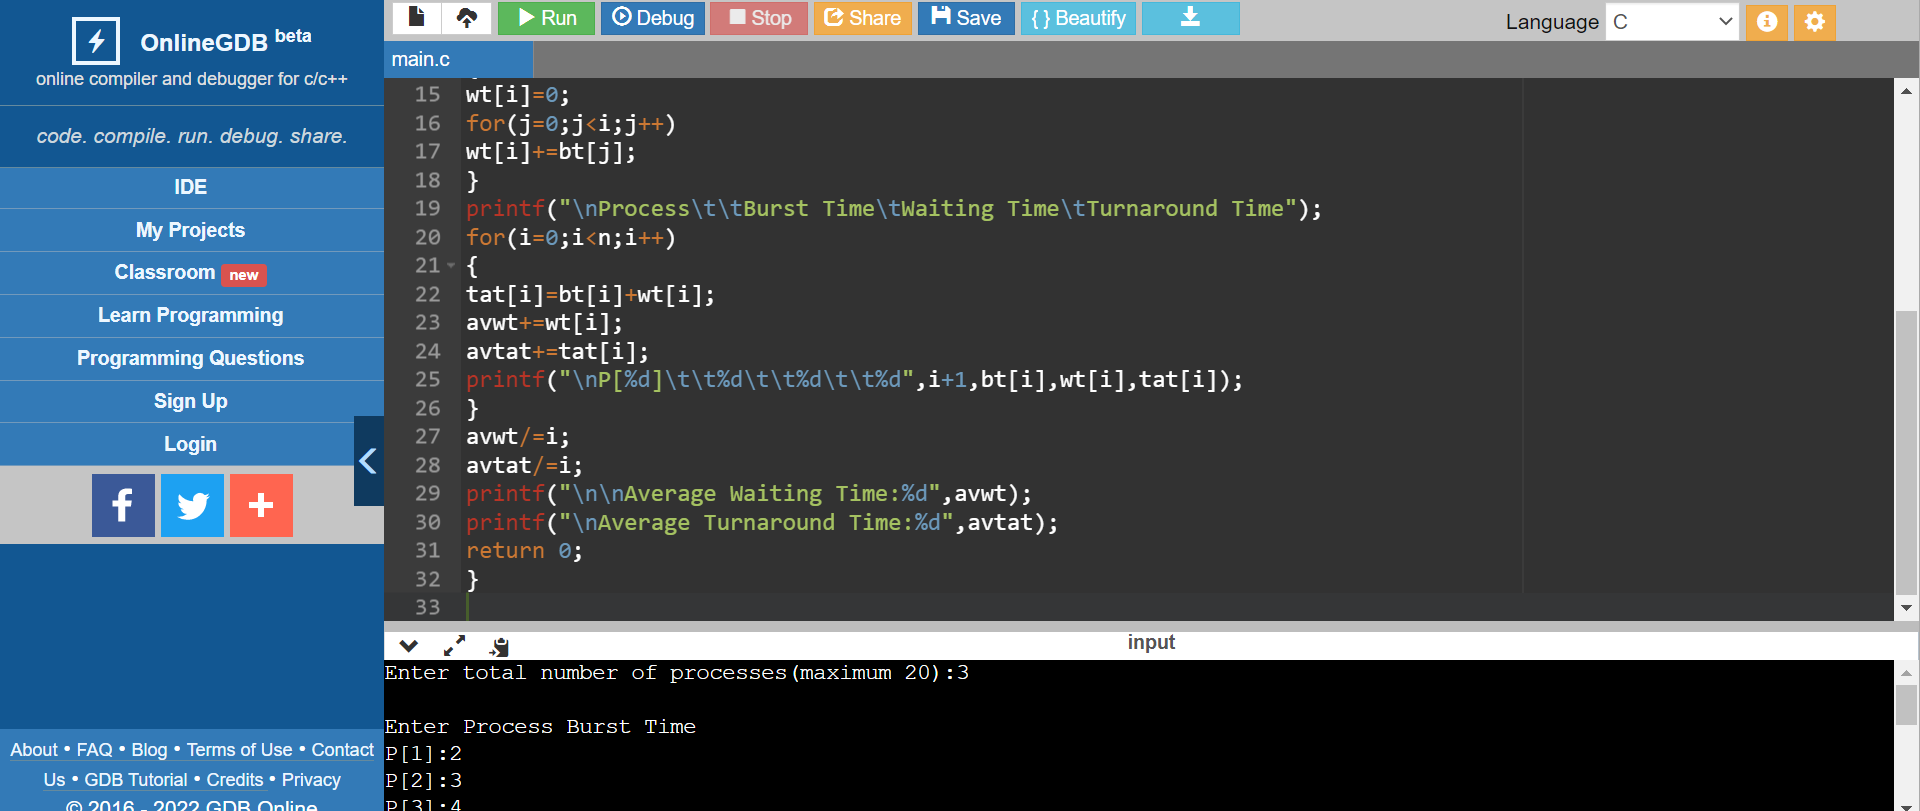 OnlineGDB beta
online compiler and debugger for c/c++
code. compile. run. debug. share.
IDE
My Projects
Classroom new
Learn Programming
Programming Questions
Sign Up
Login
About • FAQ • Blog • Terms of Use • Contact
Us • GDB Tutorial • Credits • Privacy
© 2016 - 2022 GDB Online
Run Debug Stop Share Save { } Beautify
Language C
main.c
15 wt[i]=0;
16 for(j=0;j<i;j++)
17 wt[i]+=bt[j];
18 }
19 printf("\nProcess\t\tBurst Time\tWaiting Time\tTurnaround Time");
20 for(i=0;i<n;i++)
21 {
22 tat[i]=bt[i]+wt[i];
23 avwt+=wt[i];
24 avtat+=tat[i];
25 printf("\nP[%d]\t\t%d\t\t%d\t\t%d",i+1,bt[i],wt[i],tat[i]);
26 }
27 avwt/=i;
28 avtat/=i;
29 printf("\n\nAverage Waiting Time:%d",avwt);
30 printf("\nAverage Turnaround Time:%d",avtat);
31 return 0;
32 }
33
input
Enter total number of processes(maximum 20):3
Enter Process Burst Time
P[1]:2
P[2]:3
P[3]:4